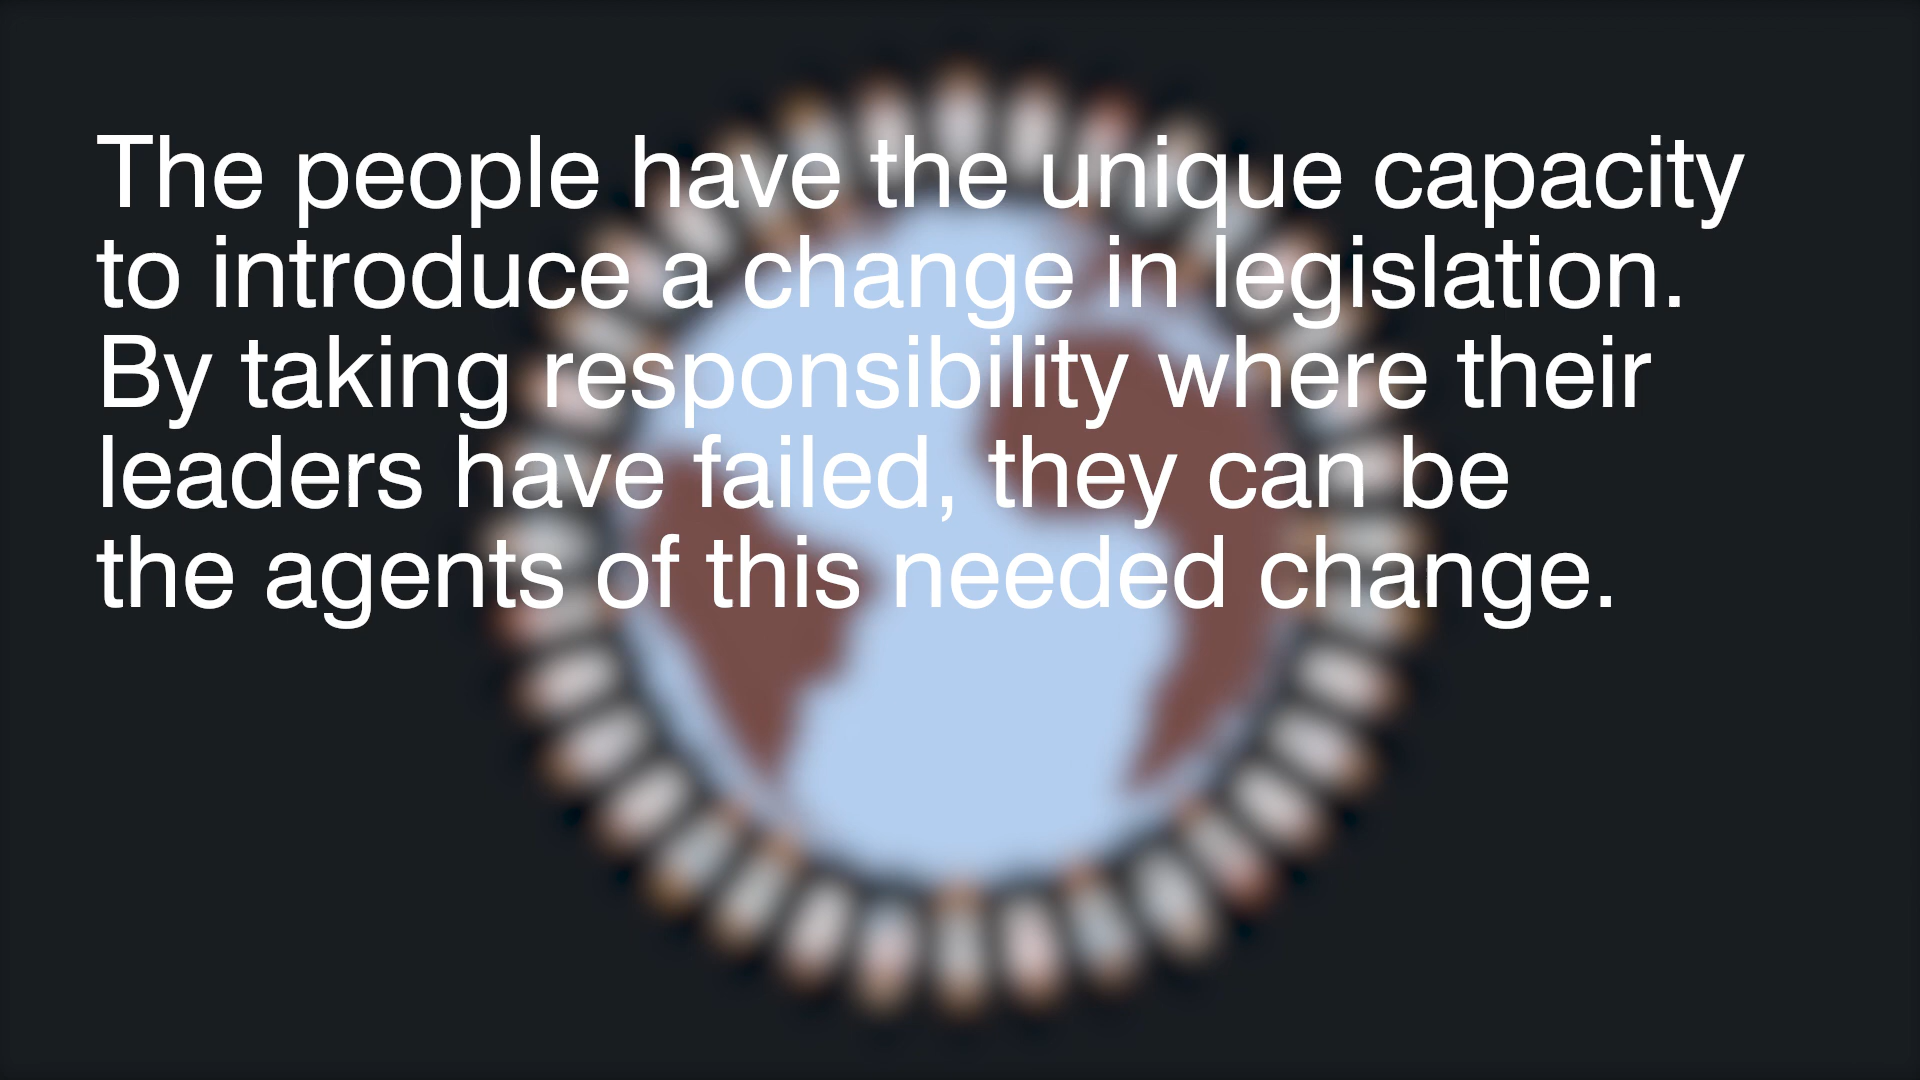 The people have the unique capacity
to introduce a change in legislation.
By taking responsibility where their
leaders have failed, they can be
the agents of this needed change.